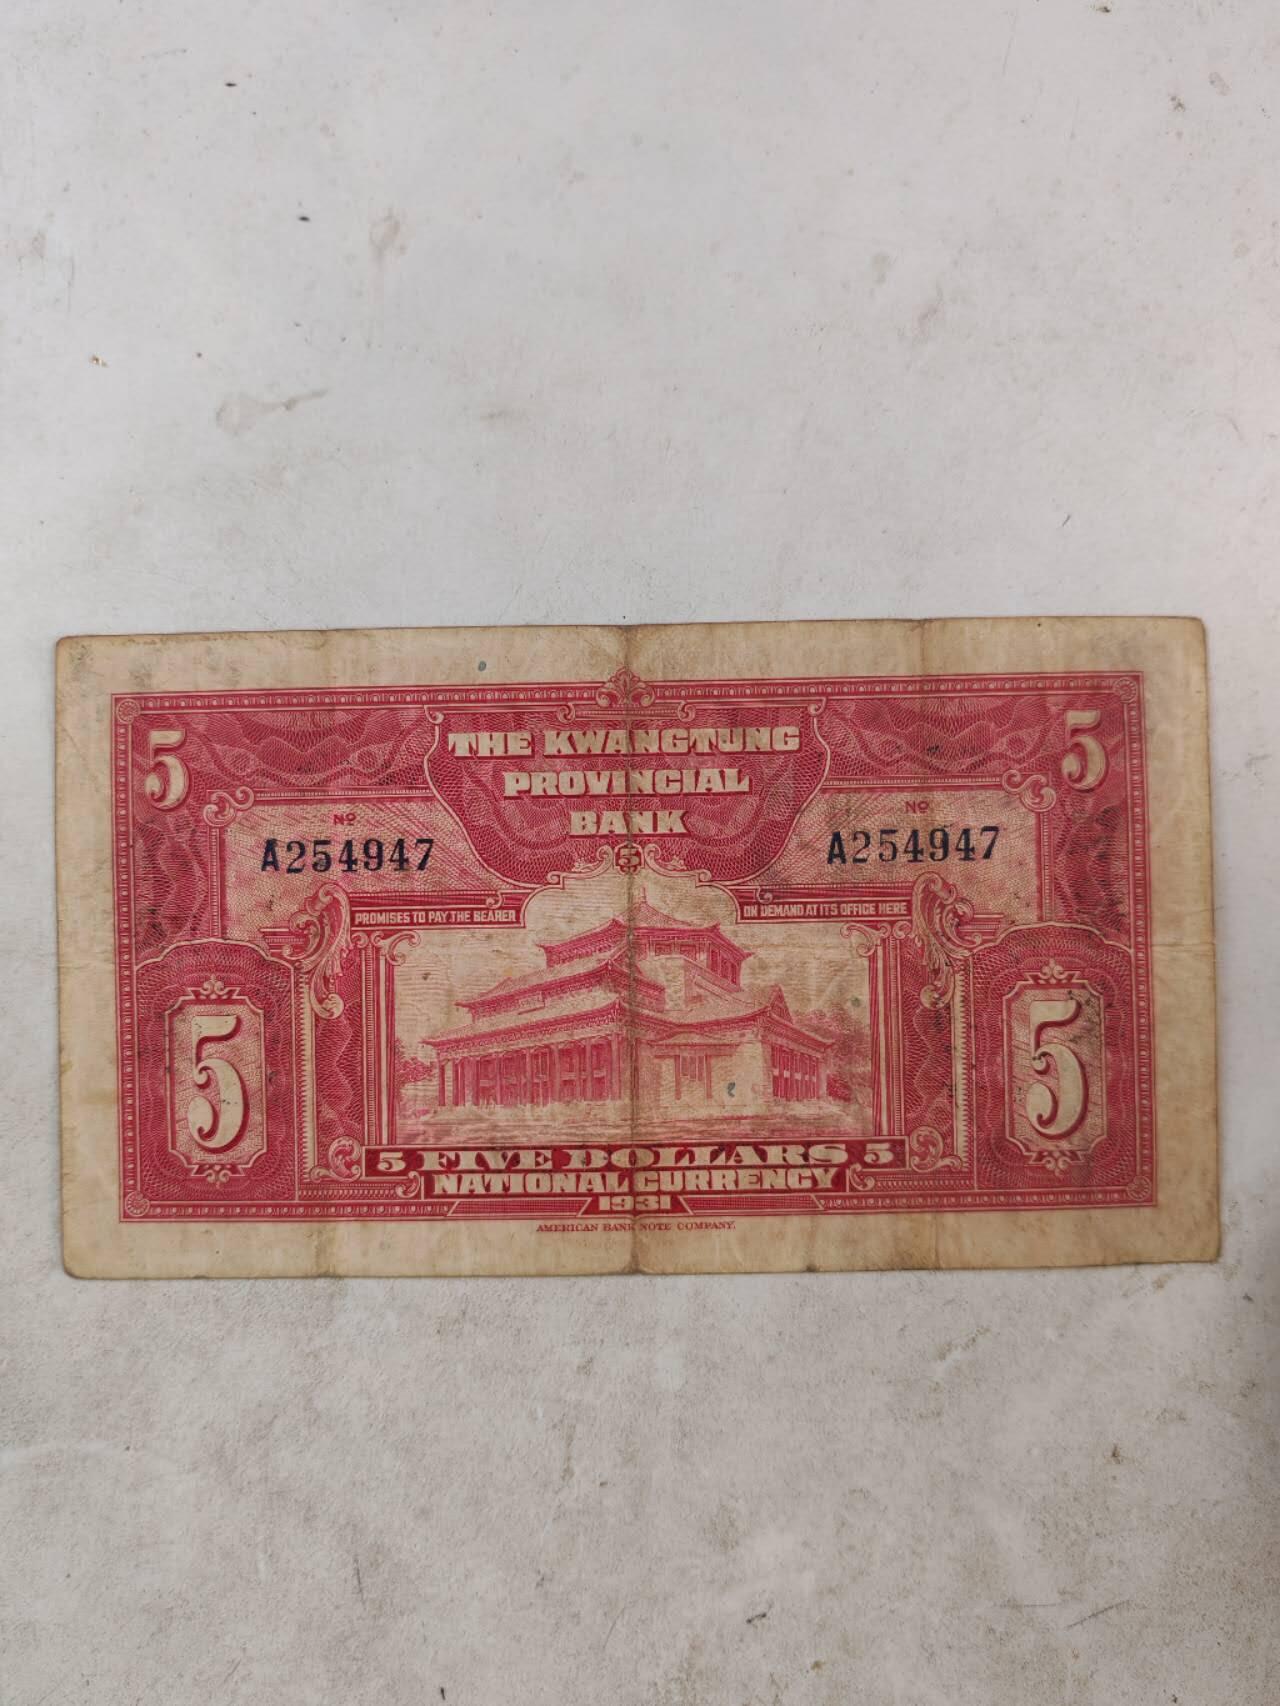 5 5
THE KWANGTUNG
PROVINCIAL
BANK
Nº Nº
A254947 A254947
5
PROMISES TO PAY THE BEARER ON DEMAND AT ITS OFFICE HERE
5 5
5 FIVE DOLLARS 5
NATIONAL CURRENCY
1931
AMERICAN BANK NOTE COMPANY.